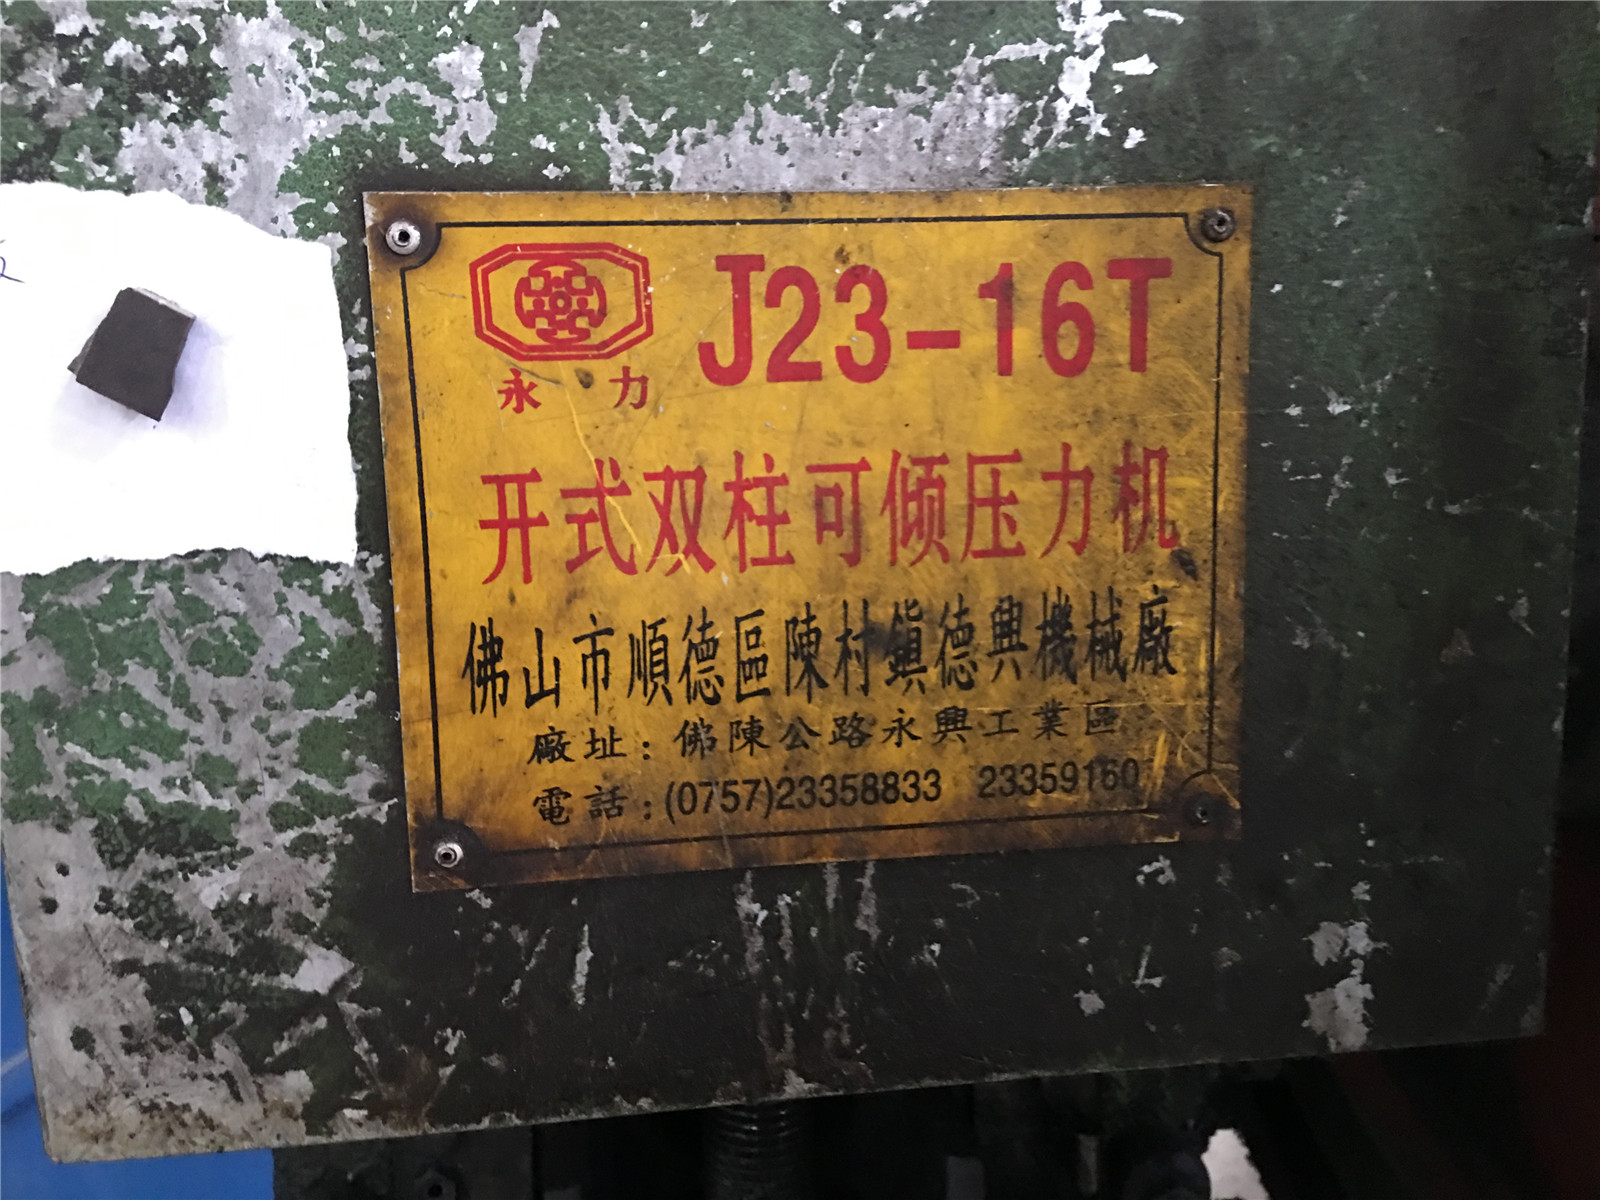 J23-16T
永力
开式双柱可倾压力机
佛山市順德區陳村鎮德興機械廠
廠址：佛陳公路永興工業區
電話：(0757)23358833 23359160